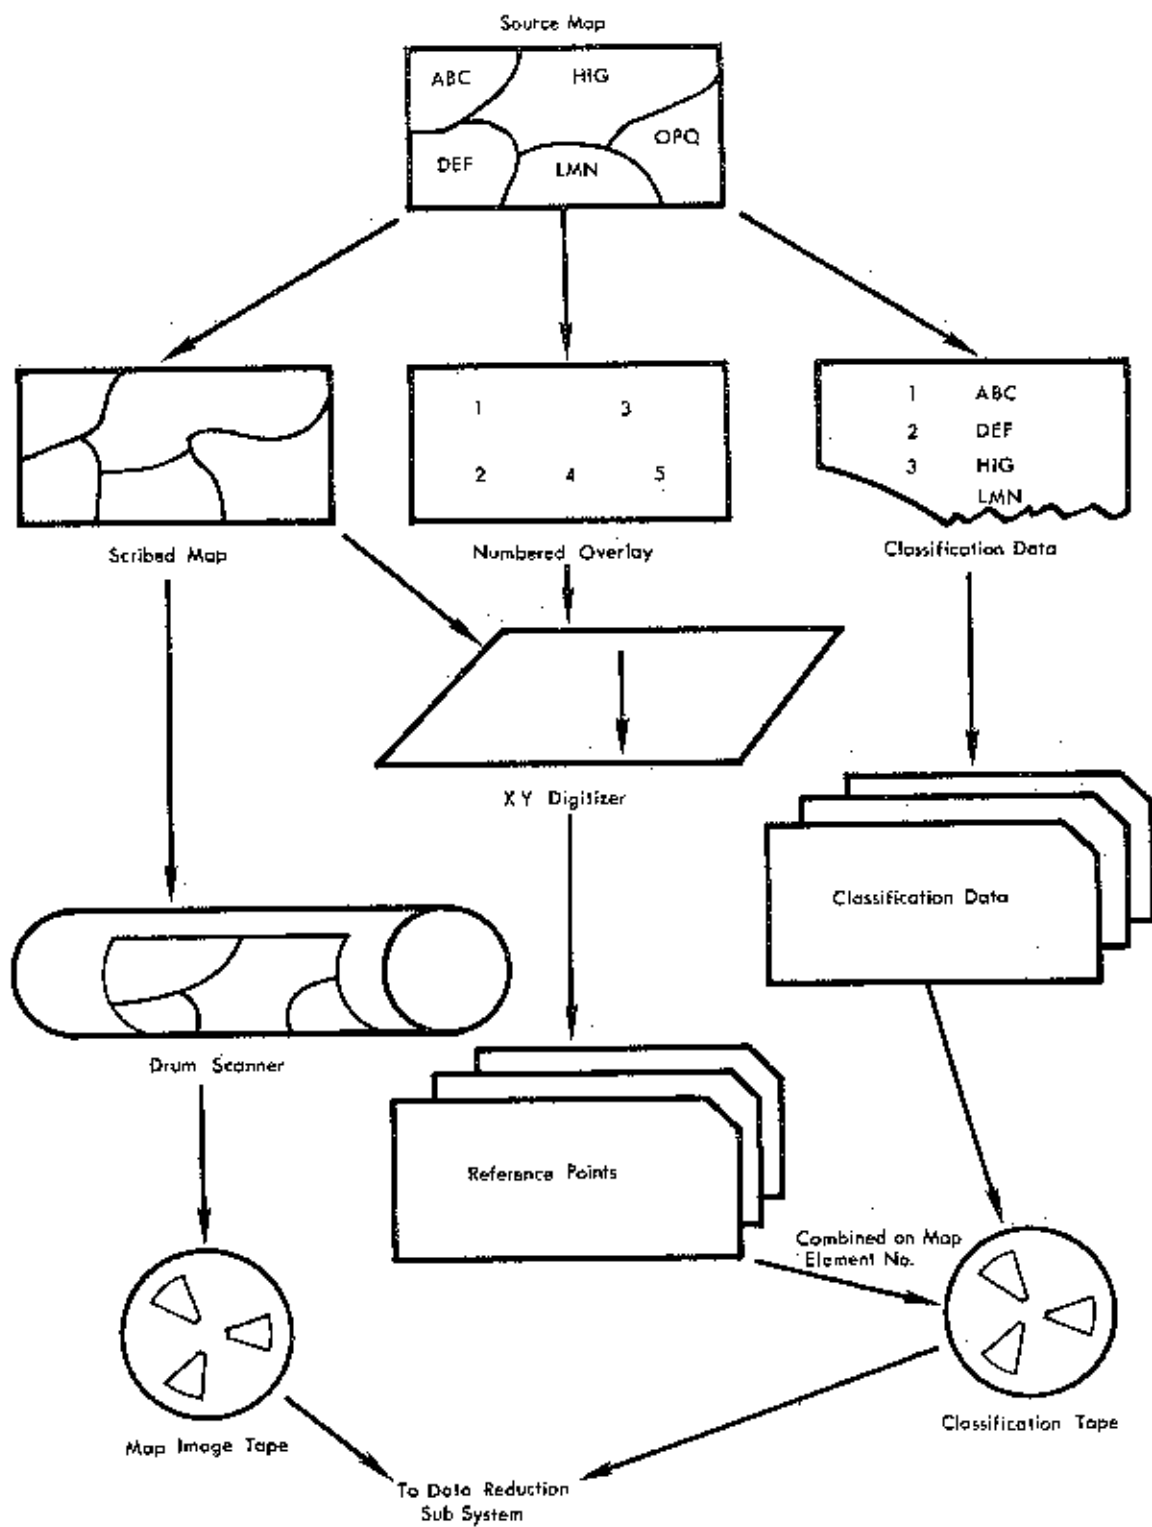 Source Map
ABC
HIG
OPQ
DEF
LMN
1
3
2
4
5
1 ABC
2 DEF
3 HIG
LMN
Scribed Map
Numbered Overlay
Classification Data
X Y Digitizer
Classification Data
Drum Scanner
Reference Points
Combined on Map
Element No.
Map Image Tape
Classification Tape
To Data Reduction
Sub System